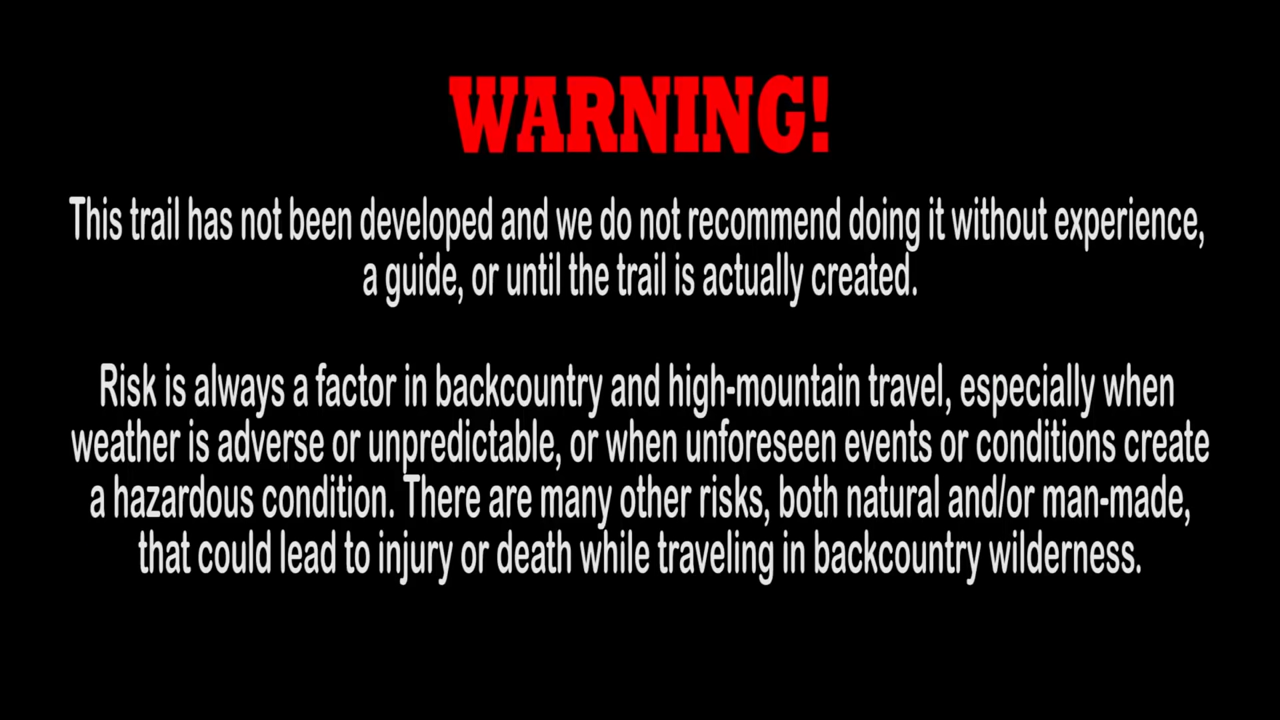 WARNING!
This trail has not been developed and we do not recommend doing it without experience,
a guide, or until the trail is actually created.
Risk is always a factor in backcountry and high-mountain travel, especially when
weather is adverse or unpredictable, or when unforeseen events or conditions create
a hazardous condition. There are many other risks, both natural and/or man-made,
that could lead to injury or death while traveling in backcountry wilderness.